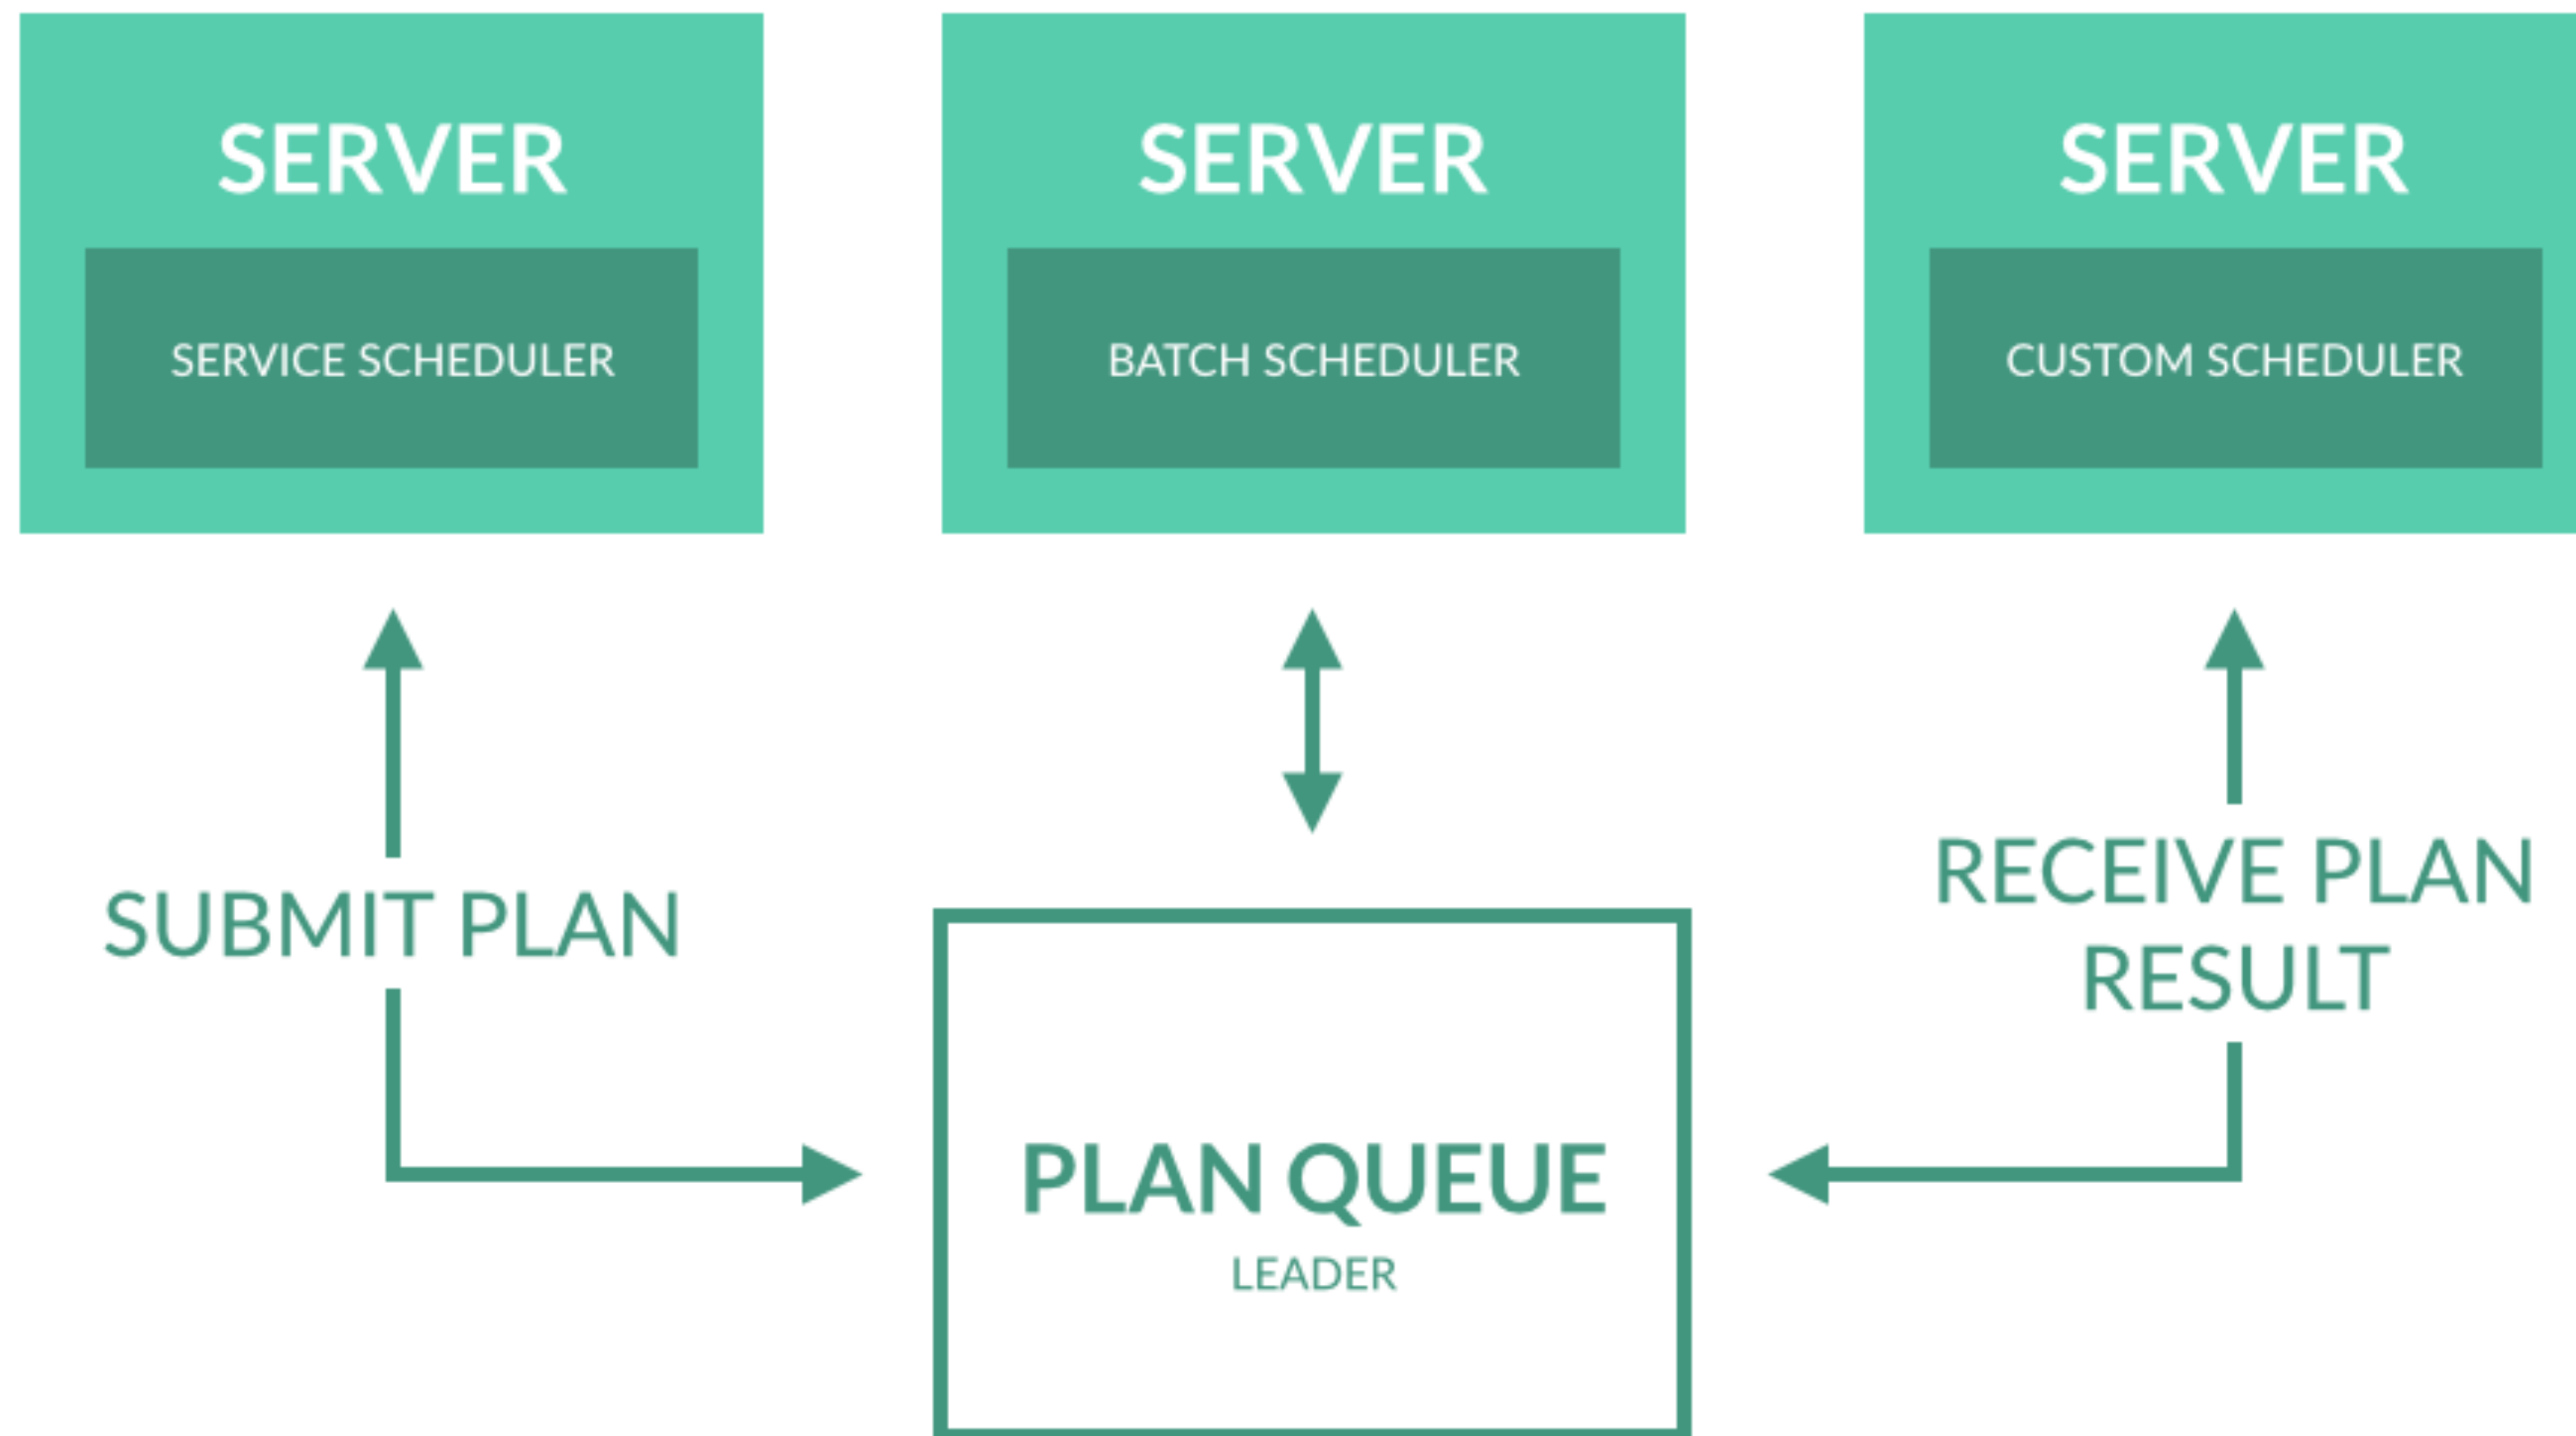 SERVER
SERVICE SCHEDULER
SERVER
BATCH SCHEDULER
SERVER
CUSTOM SCHEDULER
SUBMIT PLAN
RECEIVE PLAN
RESULT
PLAN QUEUE
LEADER